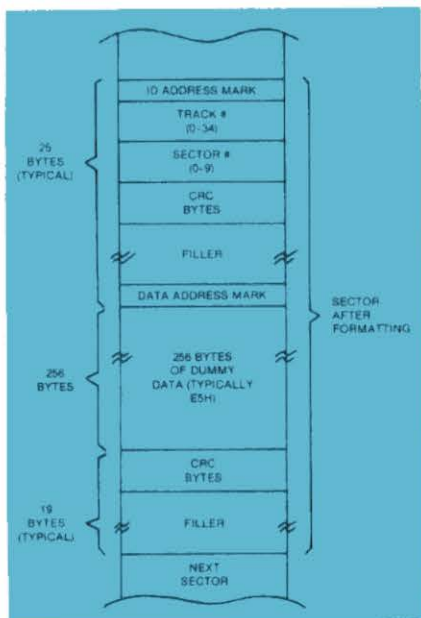 ID ADDRESS MARK
TRACK #
(0-34)
SECTOR #
(0-9)
CRC
BYTES
FILLER
DATA ADDRESS MARK
256 BYTES
OF DUMMY
DATA (TYPICALLY
E5H)
CRC
BYTES
FILLER
NEXT
SECTOR
25
BYTES
(TYPICAL)
256
BYTES
19
BYTES
(TYPICAL)
SECTOR
AFTER
FORMATTING